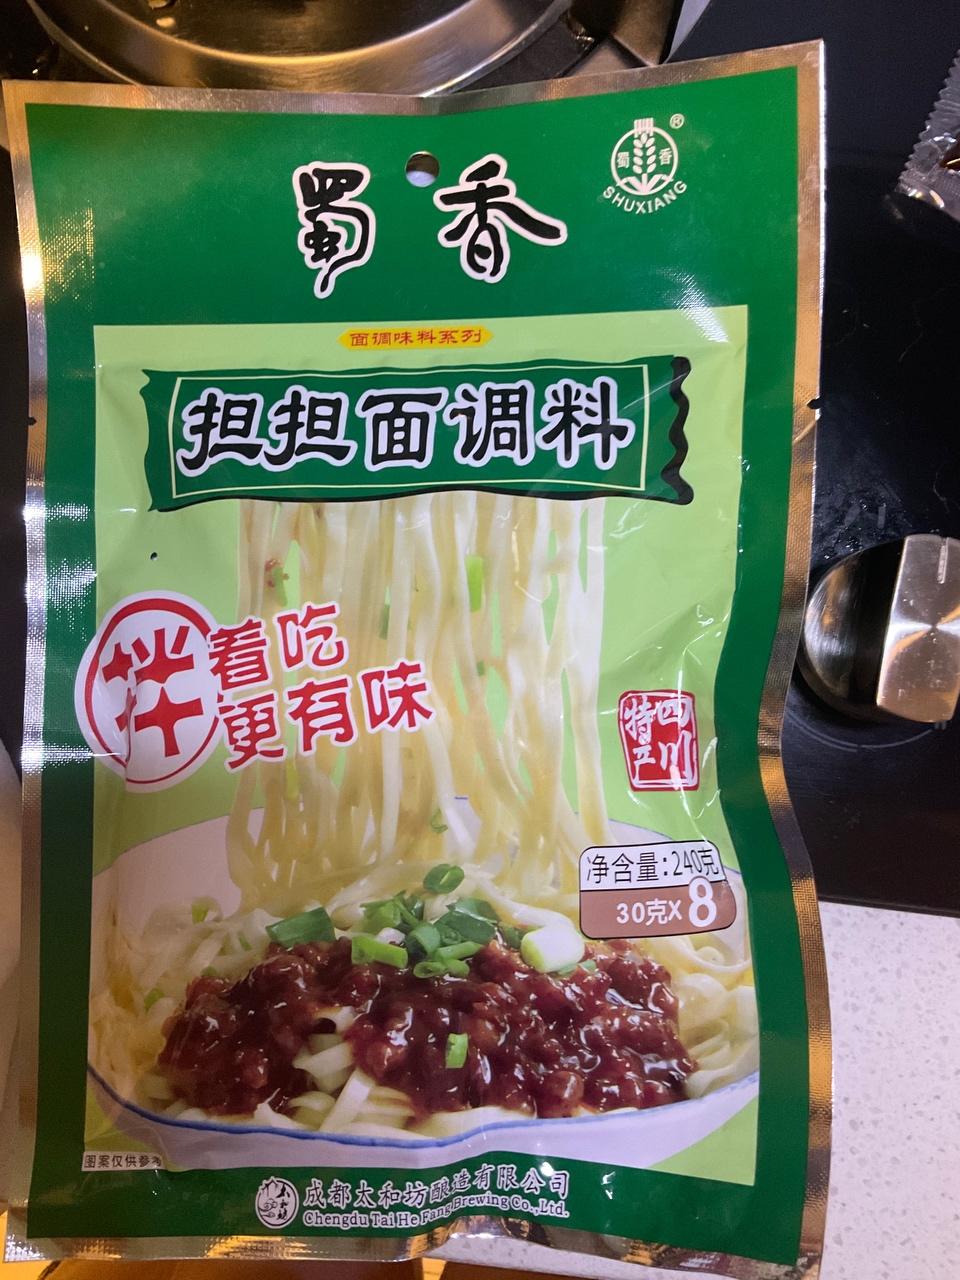 蜀香
蜀香
®
SHUXIANG
面调味料系列
担担面调料
拌着吃
更有味
四川
特产
净含量:240克
30克x8
图案仅供参考
太和坊
成都太和坊酿造有限公司
Chengdu Tai He Fang Brewing Co.,Ltd.